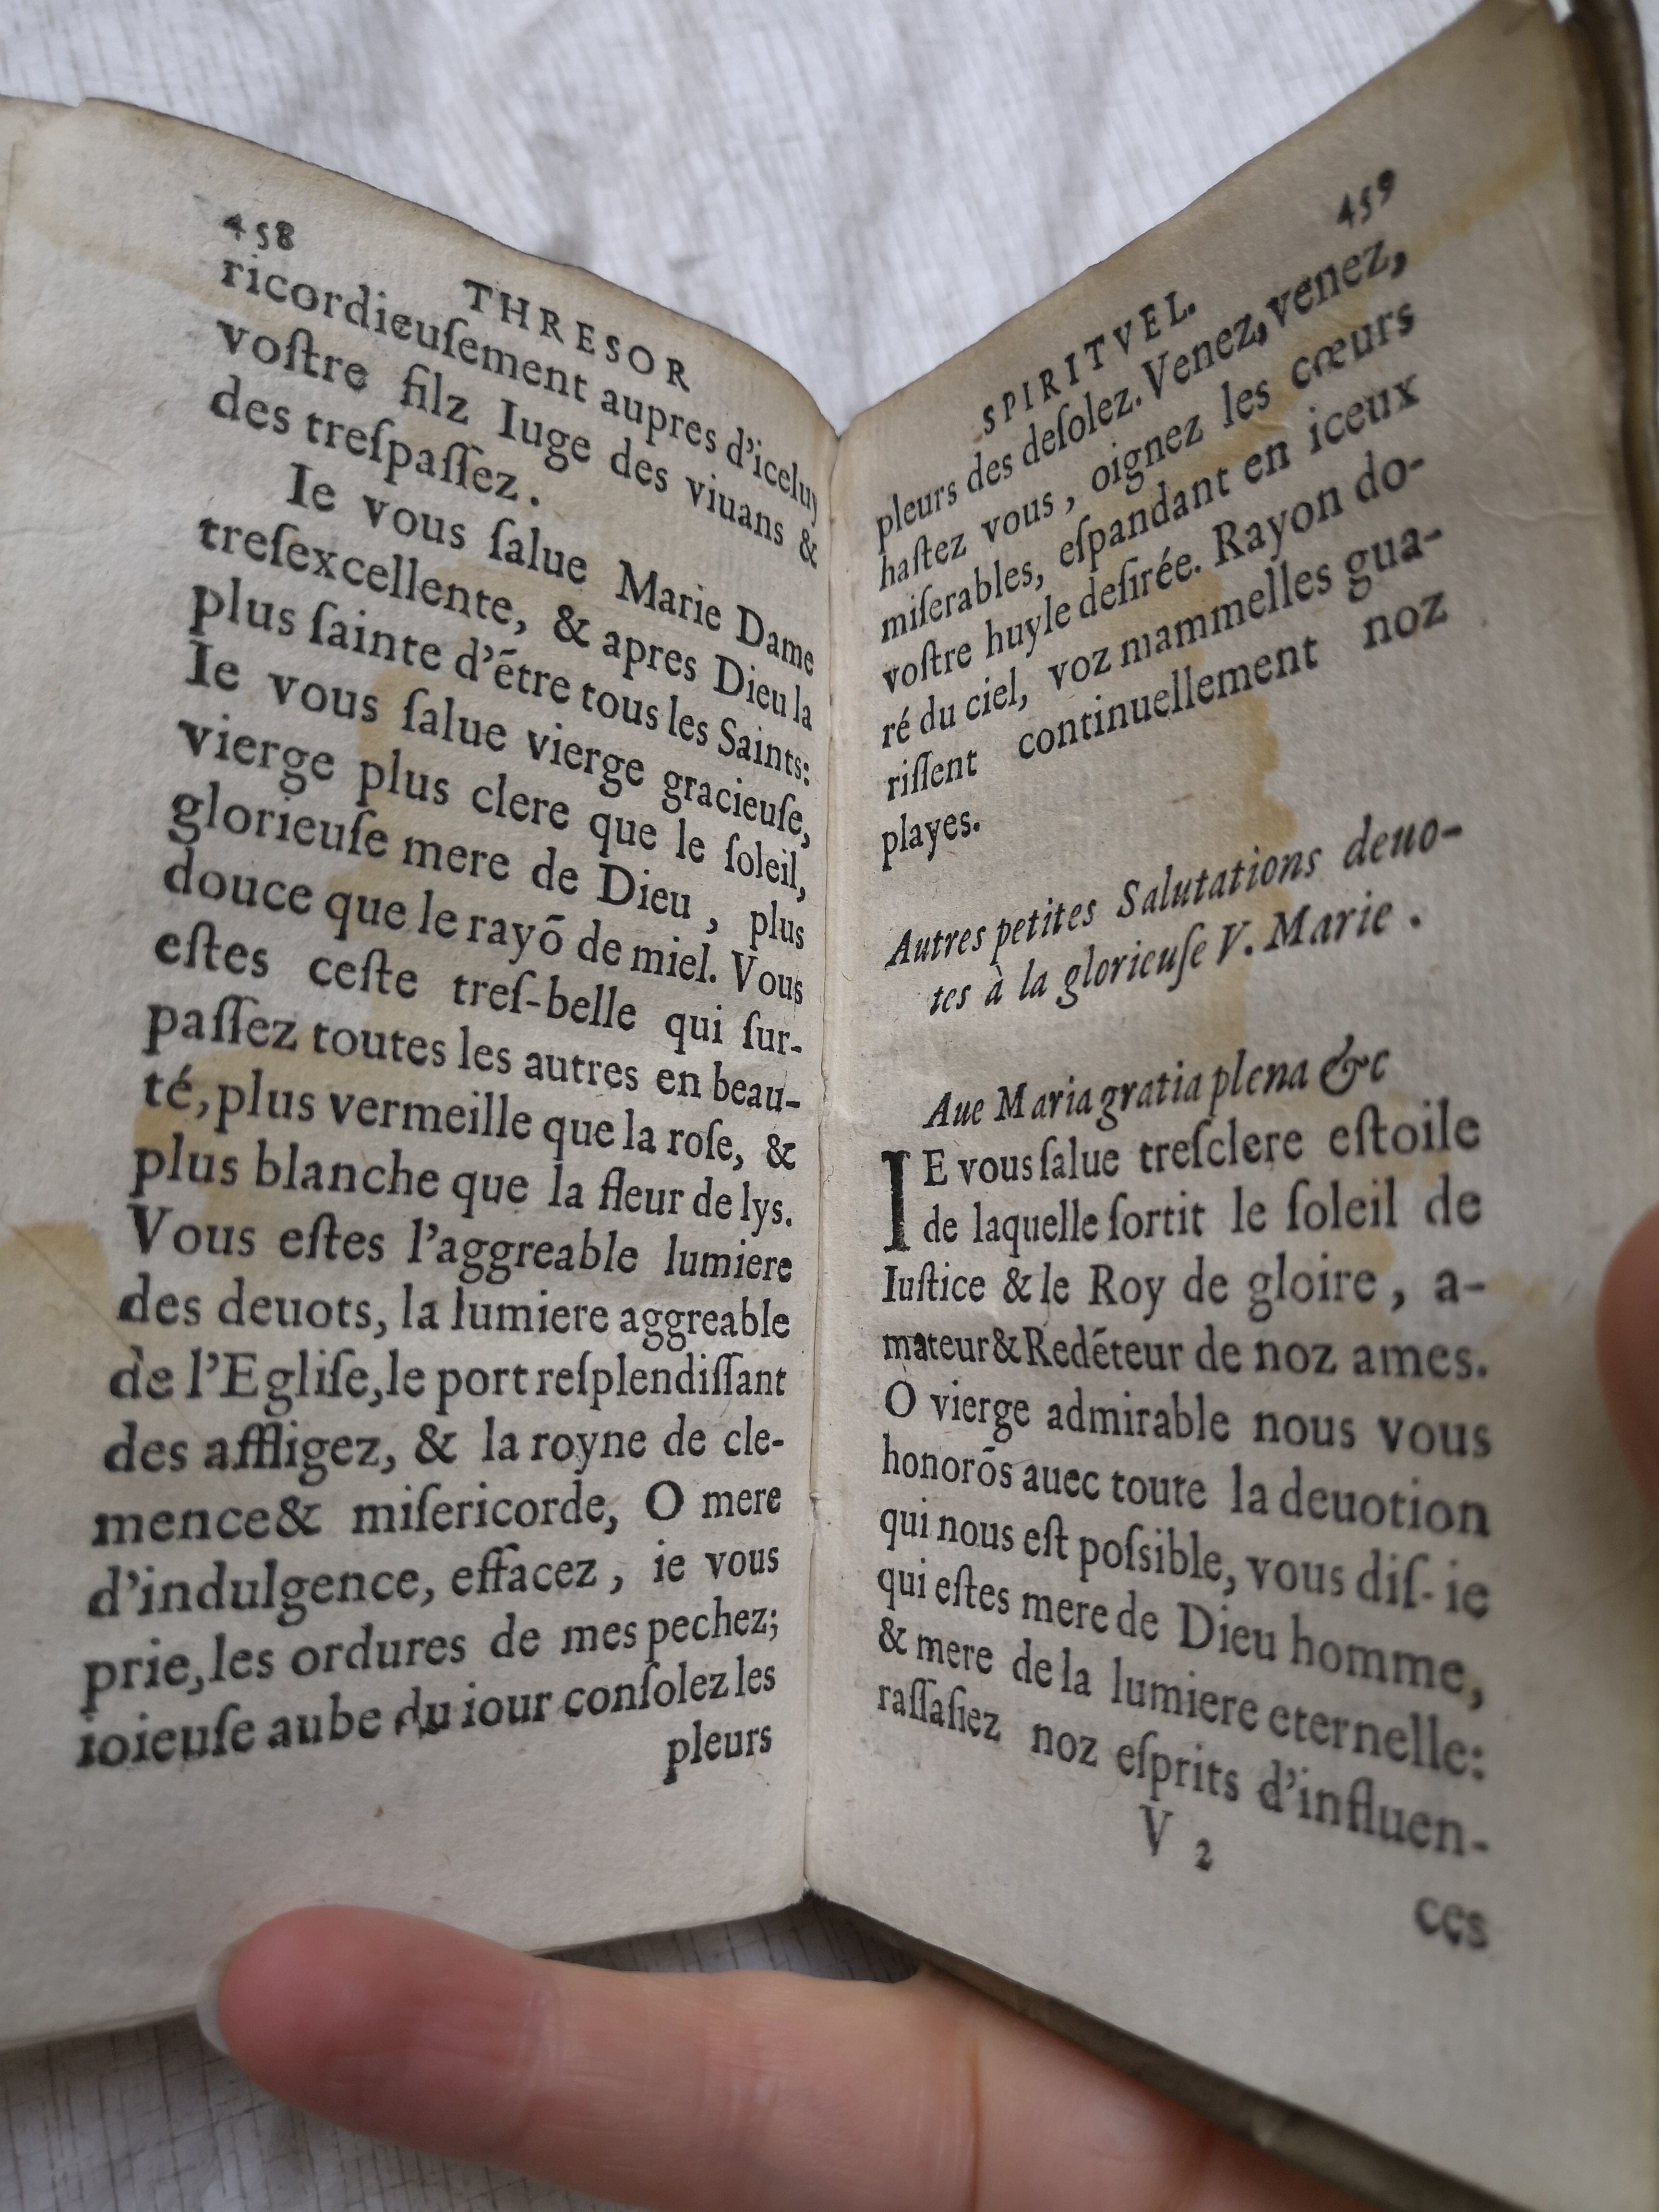 458
THRESOR
ricordieuſement aupres d'iceluy
voſtre filz Iuge des viuans &
des treſpaſſez.
Ie vous ſalue Marie Dame
treſexcellente, & apres Dieu la
plus ſainte d'ētre tous les Saints:
Ie vous ſalue vierge gracieuſe,
vierge plus clere que le ſoleil,
glorieuſe mere de Dieu, plus
douce que le rayō de miel. Vous
eſtes ceſte treſ-belle qui ſur-
paſſez toutes les autres en beau-
té, plus vermeille que la roſe, &
plus blanche que la fleur de lys.
Vous eſtes l'aggreable lumiere
des deuots, la lumiere aggreable
de l'Egliſe, le port reſplendiſſant
des affligez, & la royne de cle-
mence & miſericorde, O mere
d'indulgence, effacez, ie vous
prie, les ordures de mes pechez;
ioieuſe aube du iour conſolez les
pleurs
SPIRITVEL.
459
pleurs des deſolez. Venez, venez,
haſtez vous, oignez les cœurs
miſerables, eſpandant en iceux
voſtre huyle deſirée. Rayon do-
ré du ciel, voz mammelles gua-
riſſent continuellement noz
playes.
Autres petites Salutations deuo-
tes à la glorieuſe V. Marie.
Aue Maria gratia plena &c
IE vous ſalue treſclere eſtoile
de laquelle ſortit le ſoleil de
Iuſtice & le Roy de gloire, a-
mateur & Redēteur de noz ames.
O vierge admirable nous vous
honorōs auec toute la deuotion
qui nous eſt poſsible, vous diſ-ie
qui eſtes mere de Dieu homme,
& mere de la lumiere eternelle:
raſſaſiez noz eſprits d'influen-
V 2
ces